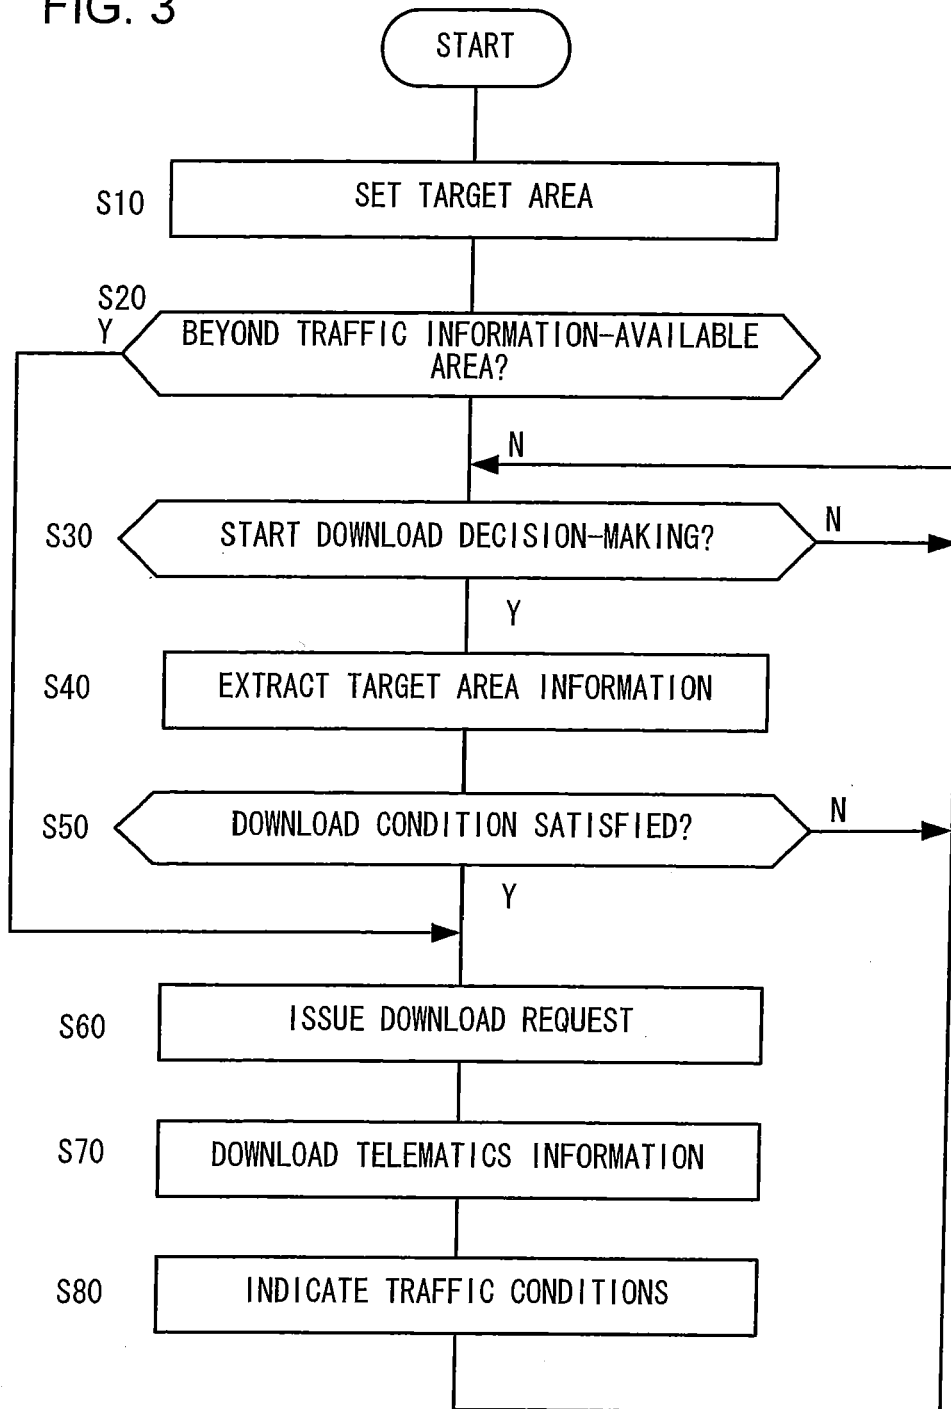 FIG. 3
START
S10
SET TARGET AREA
S20
Y
BEYOND TRAFFIC INFORMATION-AVAILABLE
AREA?
N
S30
START DOWNLOAD DECISION-MAKING?
N
Y
S40
EXTRACT TARGET AREA INFORMATION
S50
DOWNLOAD CONDITION SATISFIED?
N
Y
S60
ISSUE DOWNLOAD REQUEST
S70
DOWNLOAD TELEMATICS INFORMATION
S80
INDICATE TRAFFIC CONDITIONS